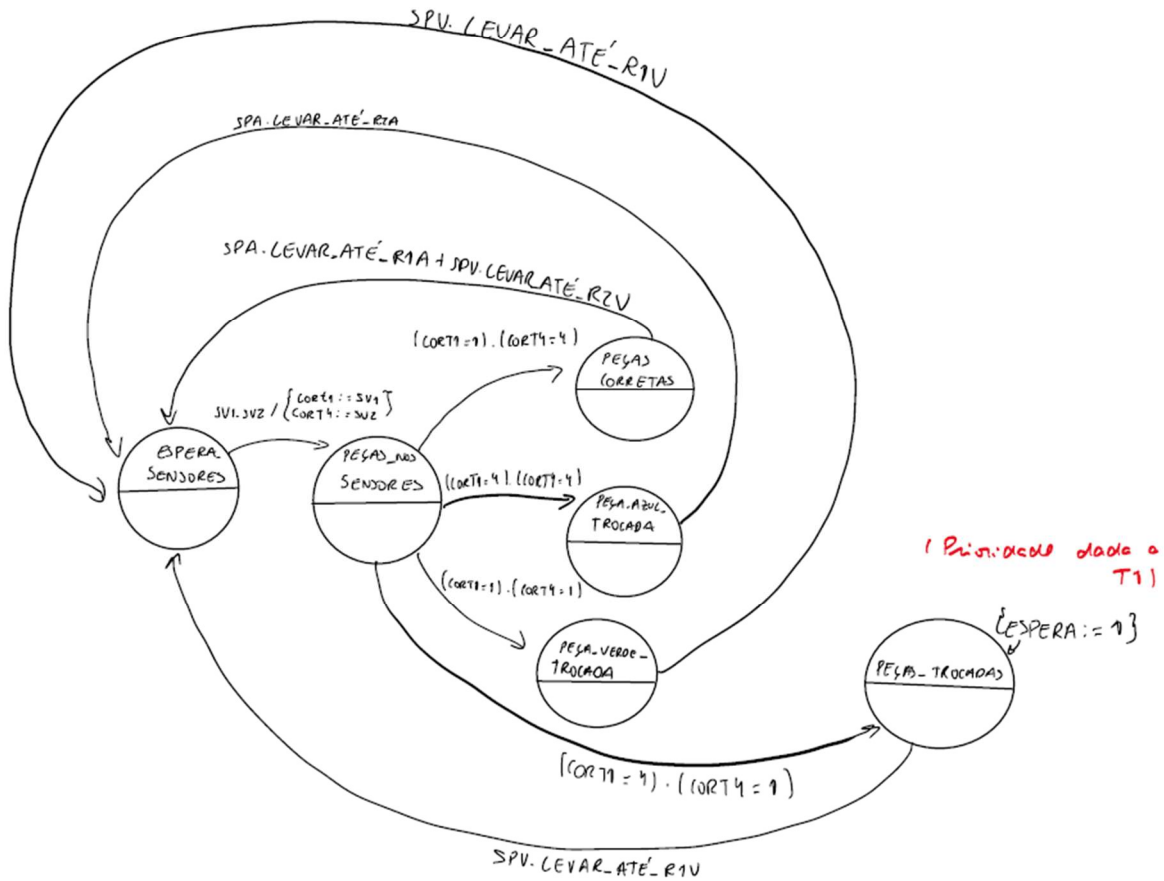 SPV.LEVAR_ATÉ_R1V
SPA.LEVAR_ATÉ_R2A
SPA.LEVAR_ATÉ_R1A + SPV.LEVAR_ATÉ_R2V
(CORT1=1).(CORT4=4)
PEÇAS
CORRETAS
SV1.SV2 / {CORT1:=SV1
CORT4:=SV2}
ESPERA_
SENSORES
PEÇAS_NOS
SENSORES
(CORT1=4).(CORT4=4)
PEÇA_AZUL_
TROCADA
(CORT1=1).(CORT4=1)
PEÇA_VERDE_
TROCADA
(Prioridade dada a
T1)
{ESPERA:=1}
PEÇAS_TROCADAS
(CORT1=4).(CORT4=1)
SPV.LEVAR_ATÉ_R1V